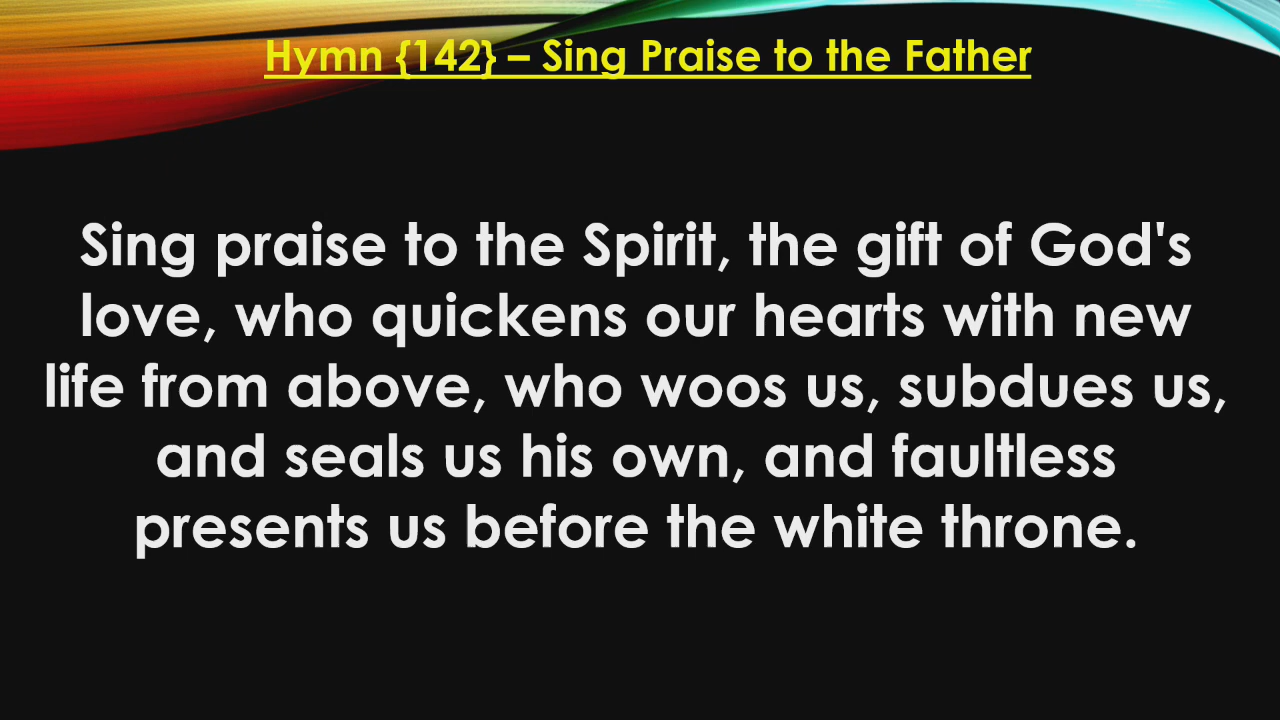 Hymn {142} – Sing Praise to the Father
Sing praise to the Spirit, the gift of God's
love, who quickens our hearts with new
life from above, who woos us, subdues us,
and seals us his own, and faultless
presents us before the white throne.